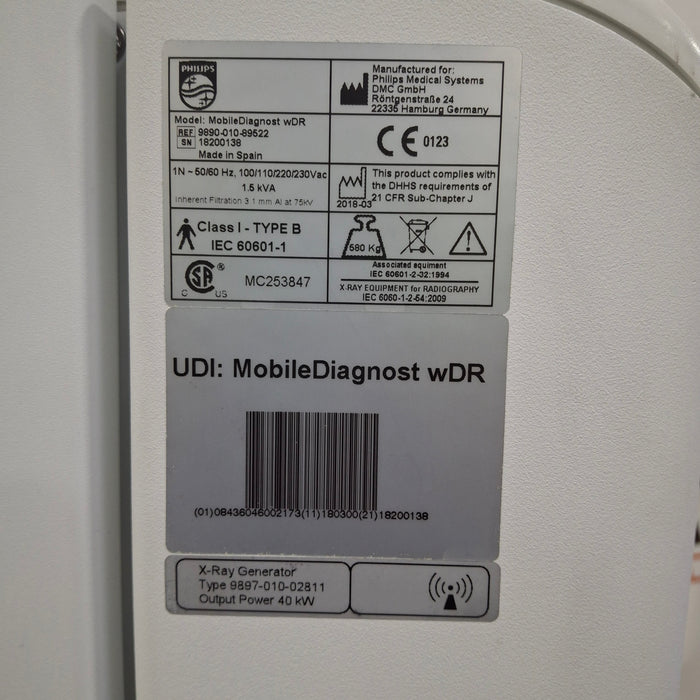 PHILIPS
Manufactured for:
Philips Medical Systems
DMC GmbH
Röntgenstraße 24
22335 Hamburg Germany
Model: MobileDiagnost wDR
REF 9890-010-89522
SN 18200138
Made in Spain
CE 0123
1N ~ 50/60 Hz, 100/110/220/230Vac
1.5 kVA
Inherent Filtration 3.1 mm Al at 75kV
2018-03
This product complies with
the DHHS requirements of
21 CFR Sub-Chapter J
Class I - TYPE B
IEC 60601-1
580 Kg
CSA ®
C US
MC253847
Associated equiment
IEC 60601-2-32:1994
X-RAY EQUIPMENT for RADIOGRAPHY
IEC 6060-1-2-54:2009
UDI: MobileDiagnost wDR
(01)08436046002173(11)180300(21)18200138
X-Ray Generator
Type 9897-010-02811
Output Power 40 kW